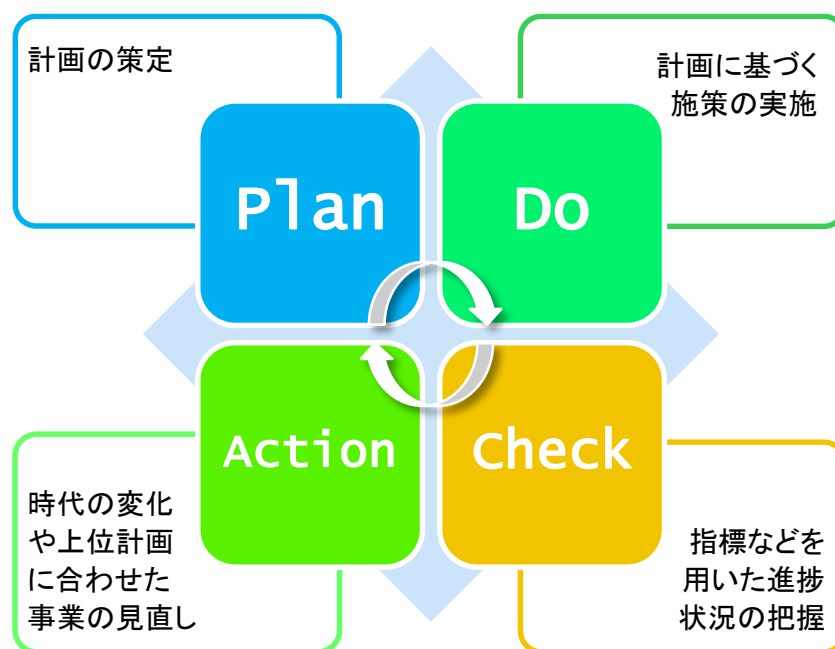 計画の策定
Plan
計画に基づく
施策の実施
Do
時代の変化
や上位計画
に合わせた
事業の見直し
Action
指標などを
用いた進捗
状況の把握
Check